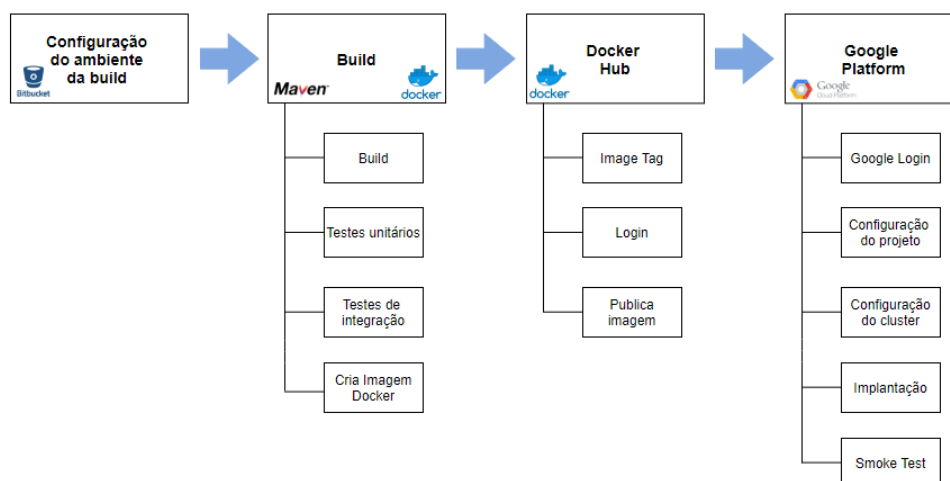 Configuração
do ambiente
da build
Bitbucket
Build
Maven
docker
Docker
Hub
docker
Google
Platform
Google
Cloud Platform
Build
Testes unitários
Testes de
integração
Cria Imagem
Docker
Image Tag
Login
Publica
imagem
Google Login
Configuração
do projeto
Configuração
do cluster
Implantação
Smoke Test